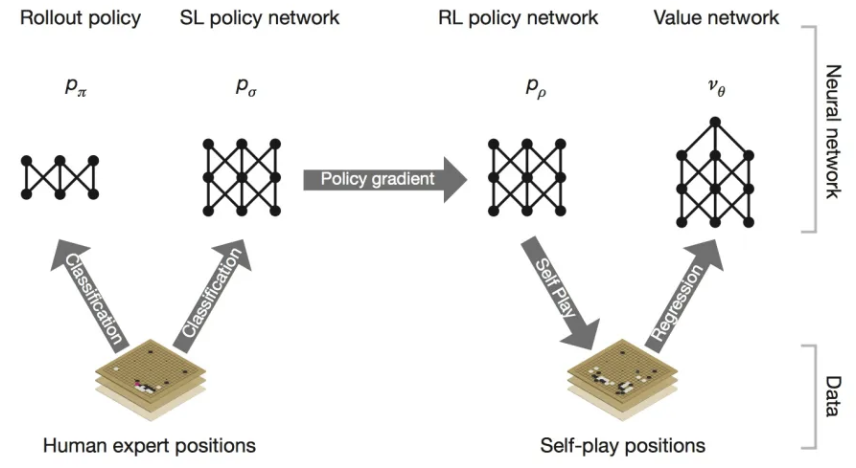 Rollout policy
SL policy network
RL policy network
Value network
pπ
pσ
pρ
νθ
Neural network
Policy gradient
Classification
Classification
Self Play
Regression
Data
Human expert positions
Self-play positions